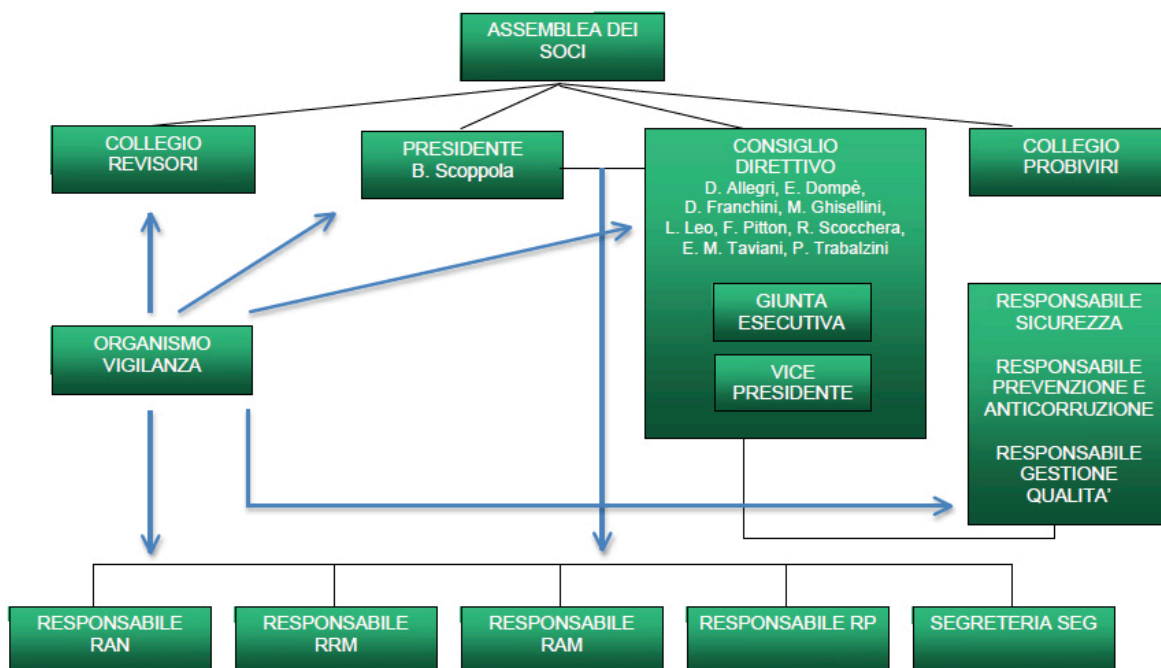 ASSEMBLEA DEI
SOCI
COLLEGIO
REVISORI
PRESIDENTE
B. Scoppola
CONSIGLIO
DIRETTIVO
D. Allegri, E. Dompè,
D. Franchini, M. Ghisellini,
L. Leo, F. Pitton, R. Scocchera,
E. M. Taviani, P. Trabalzini
COLLEGIO
PROBIVIRI
GIUNTA
ESECUTIVA
VICE
PRESIDENTE
ORGANISMO
VIGILANZA
RESPONSABILE
SICUREZZA
RESPONSABILE
PREVENZIONE E
ANTICORRUZIONE
RESPONSABILE
GESTIONE
QUALITA'
RESPONSABILE
RAN
RESPONSABILE
RRM
RESPONSABILE
RAM
RESPONSABILE RP
SEGRETERIA SEG